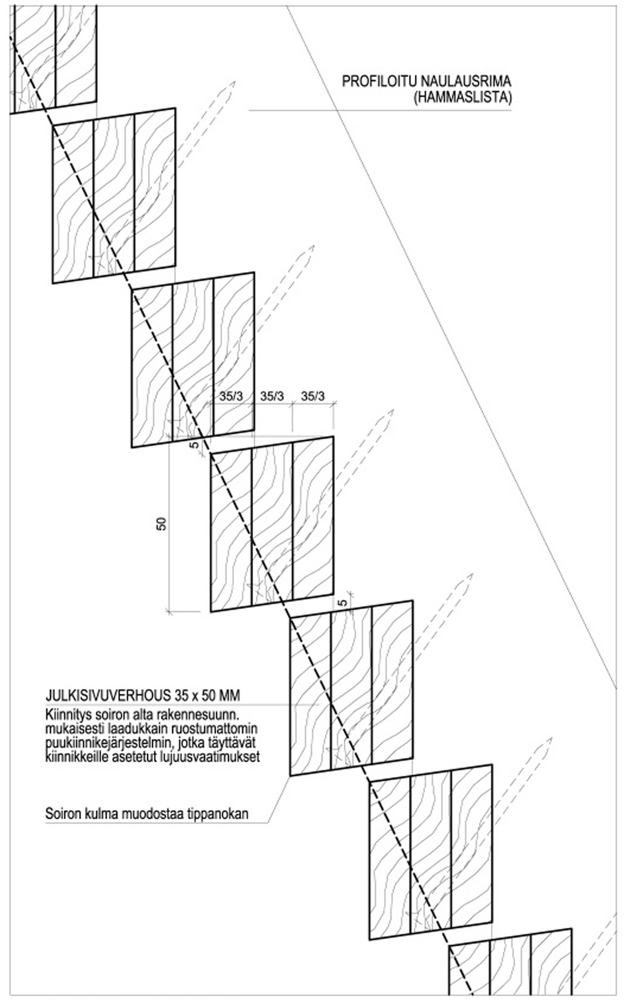 PROFILOITU NAULAUSRIMA
(HAMMASLISTA)
35/3 35/3 35/3
5
50
5
JULKISIVUVERHOUS 35 x 50 MM
Kiinnitys soiron alta rakennesuunn.
mukaisesti laadukkain ruostumattomin
puukiinnikejärjestelmin, jotka täyttävät
kiinnikkeille asetetut lujuusvaatimukset
Soiron kulma muodostaa tippanokan